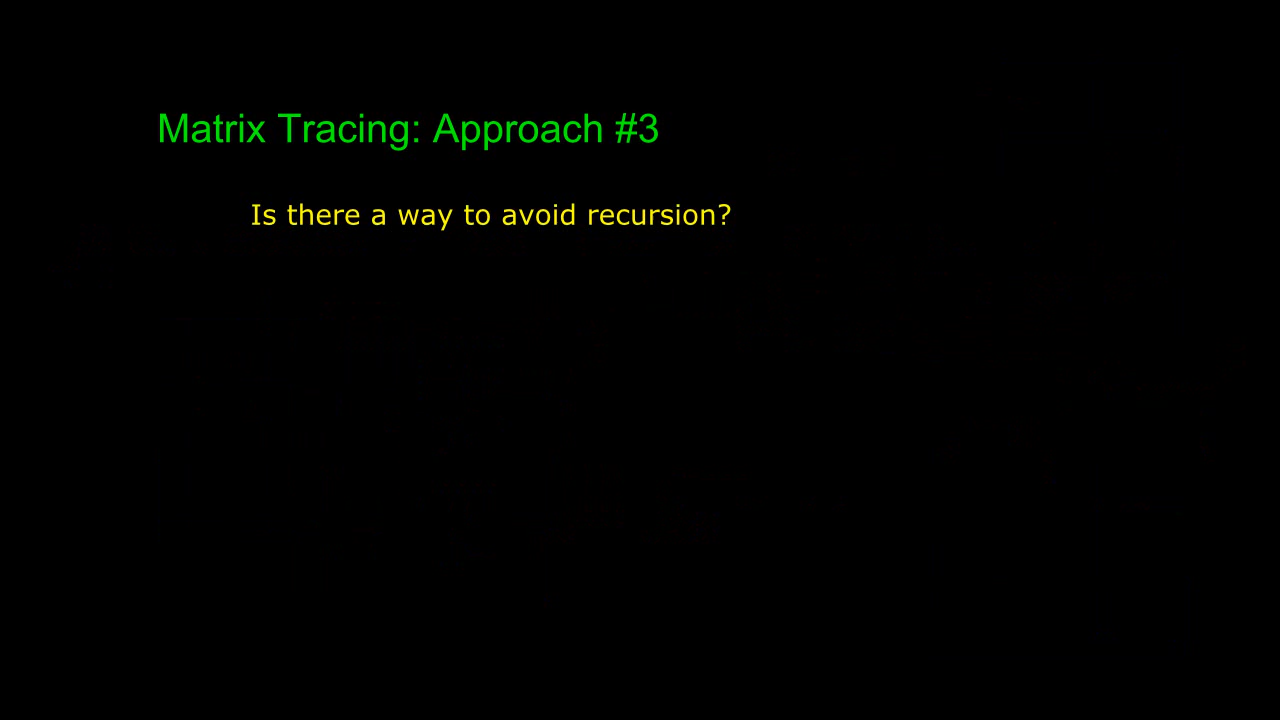 Matrix Tracing: Approach #3
Is there a way to avoid recursion?